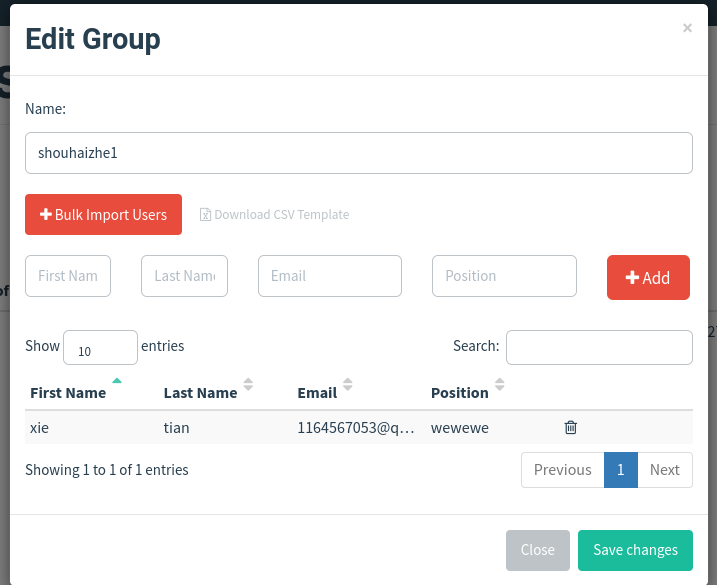 Edit Group
×
Name:
shouhaizhe1
Bulk Import Users Download CSV Template
First Nam Last Name Email Position Add
Show 10 entries Search:
First Name Last Name Email Position
xie tian 1164567053@q... wewewe
Showing 1 to 1 of 1 entries Previous 1 Next
Close Save changes